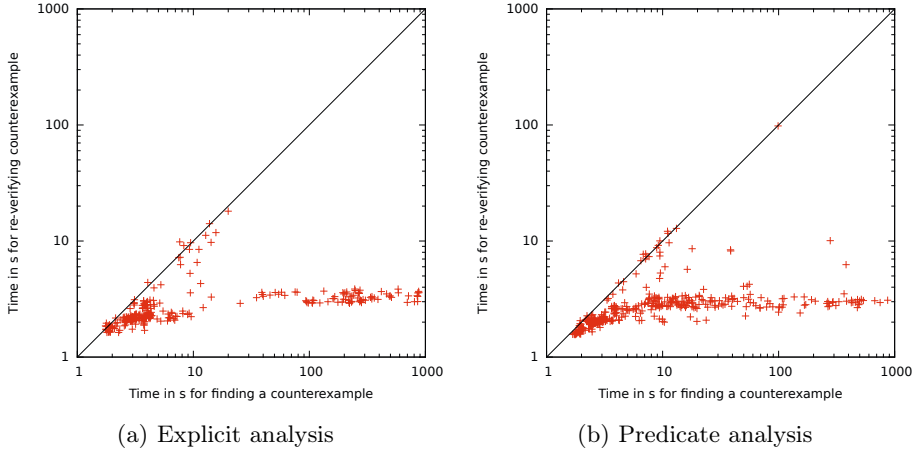 1000
100
10
1
1
10
100
1000
Time in s for re-verifying counterexample
Time in s for finding a counterexample
(a) Explicit analysis
1000
100
10
1
1
10
100
1000
Time in s for re-verifying counterexample
Time in s for finding a counterexample
(b) Predicate analysis